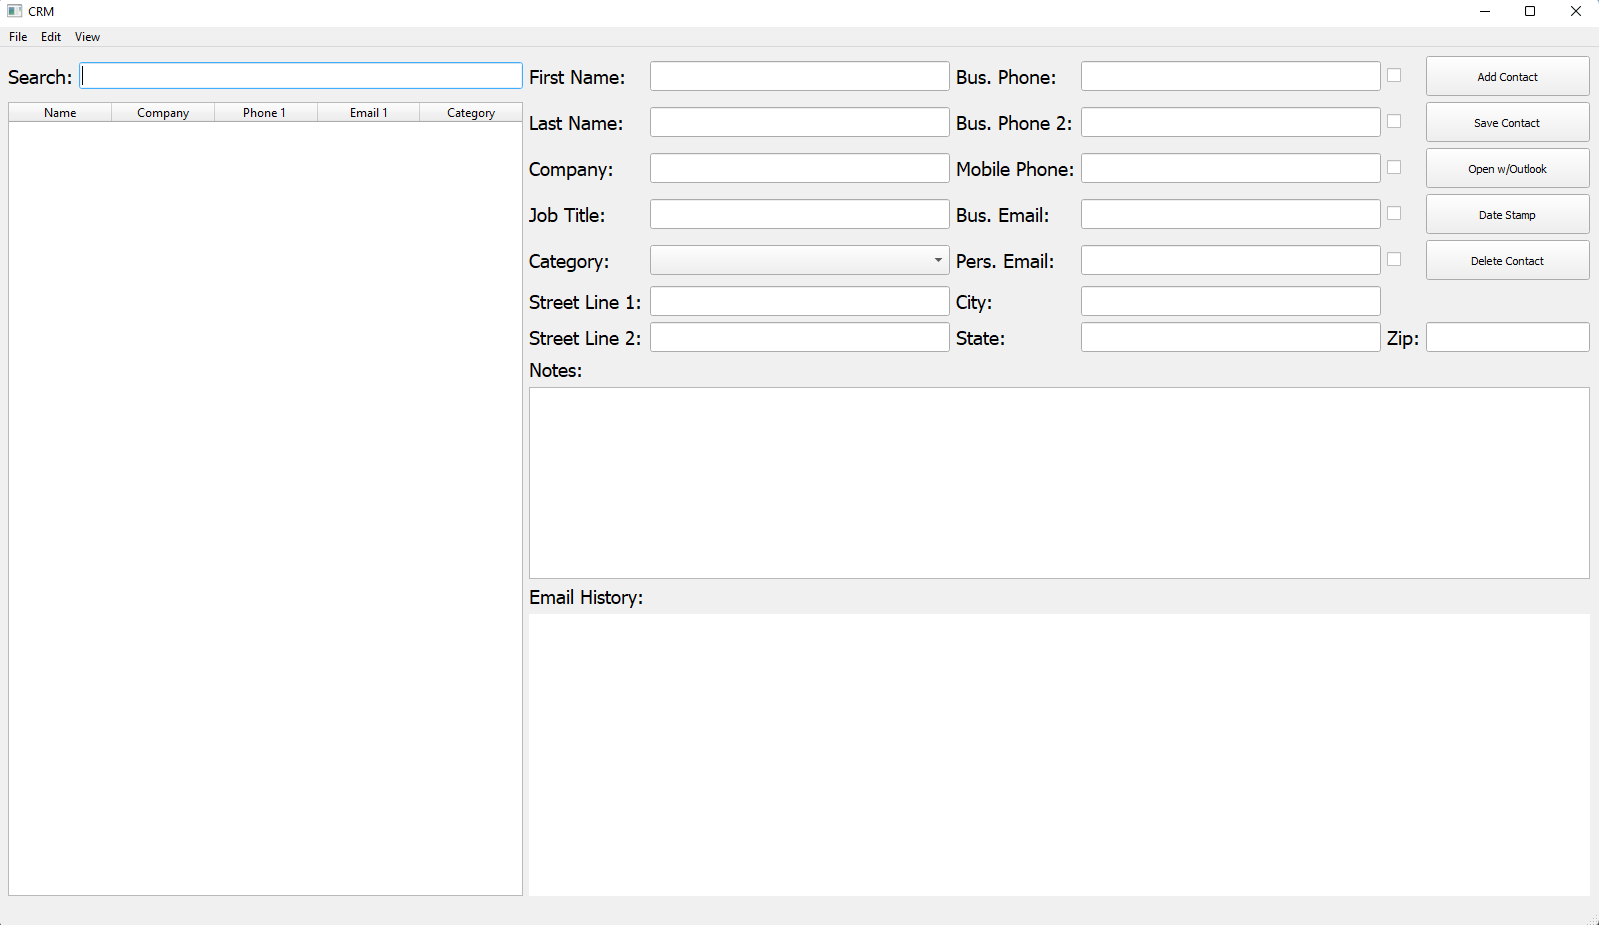 CRM
File Edit View
Search:
Name Company Phone 1 Email 1 Category
First Name: Bus. Phone: Add Contact
Last Name: Bus. Phone 2: Save Contact
Company: Mobile Phone: Open w/Outlook
Job Title: Bus. Email: Date Stamp
Category: Pers. Email: Delete Contact
Street Line 1: City:
Street Line 2: State: Zip:
Notes:
Email History: